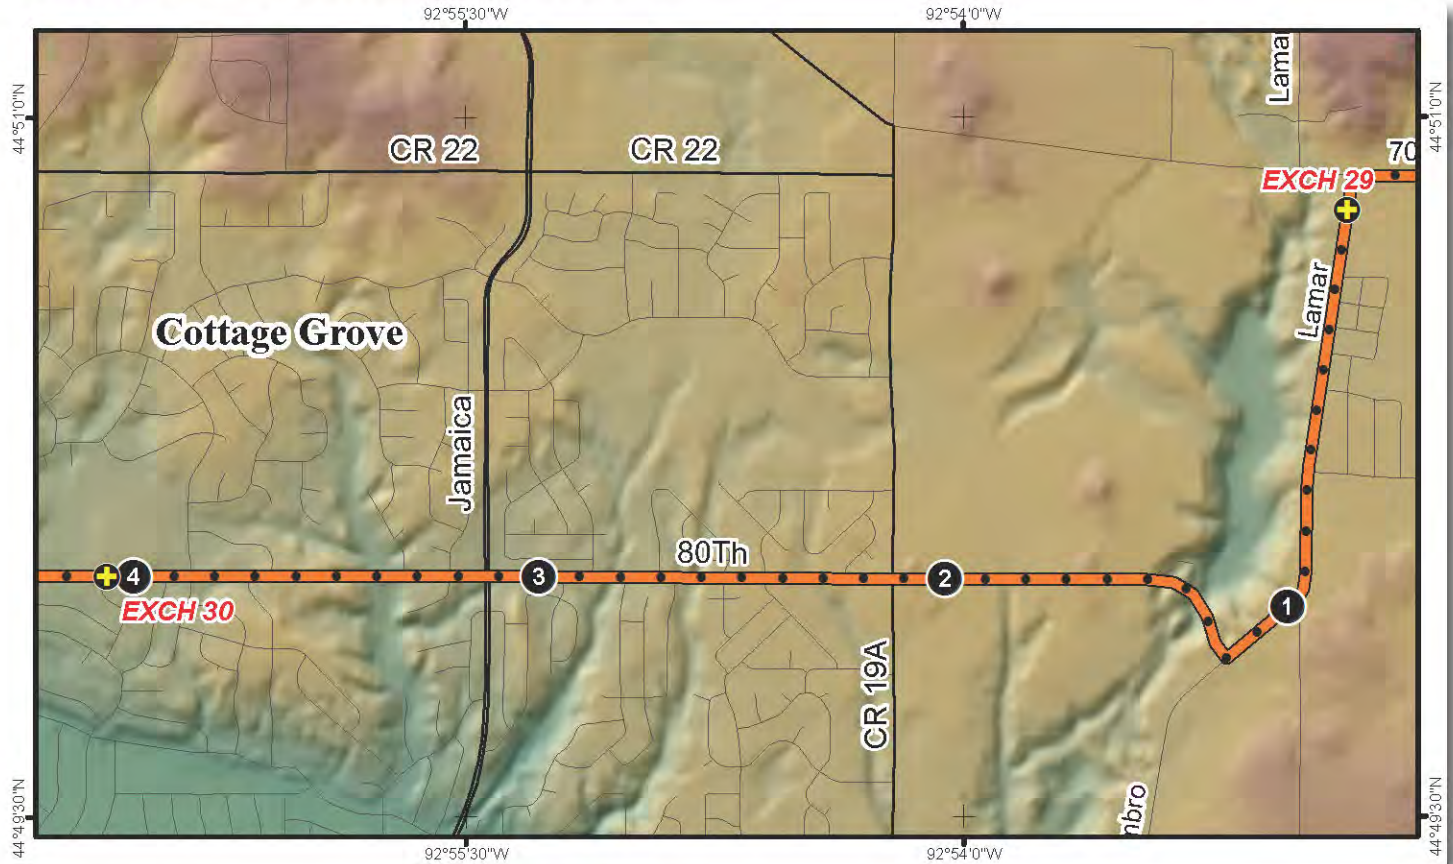 92°55'30"W
92°54'0"W
44°51'0"N
44°51'0"N
Lamar
CR 22
CR 22
70
EXCH 29
Lamar
Cottage Grove
Jamaica
80Th
4
3
2
1
EXCH 30
CR 19A
mbro
44°49'30"N
44°49'30"N
92°55'30"W
92°54'0"W